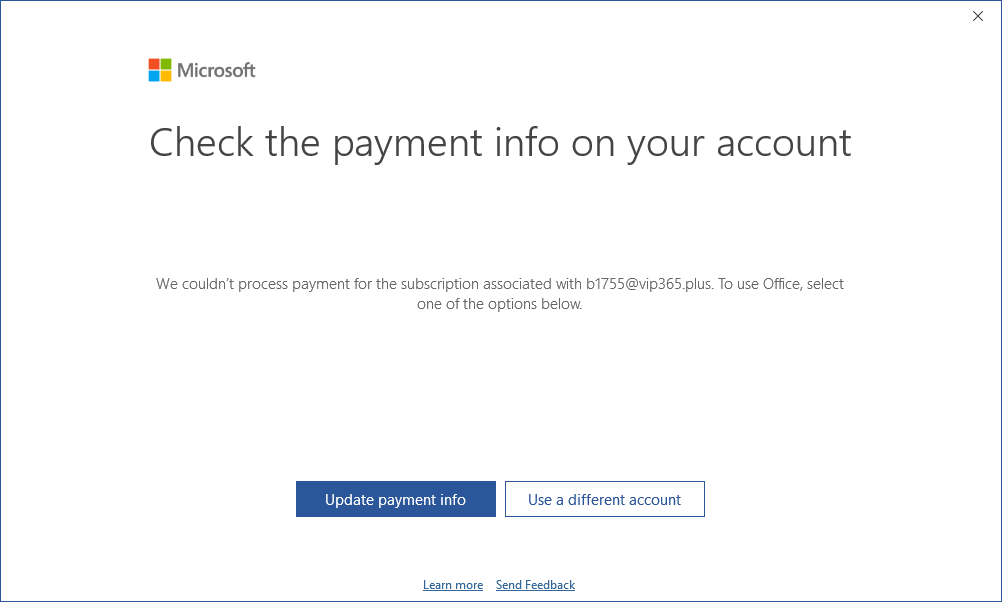 Microsoft
Check the payment info on your account
We couldn't process payment for the subscription associated with b1755@vip365.plus. To use Office, select
one of the options below.
Update payment info
Use a different account
Learn more
Send Feedback